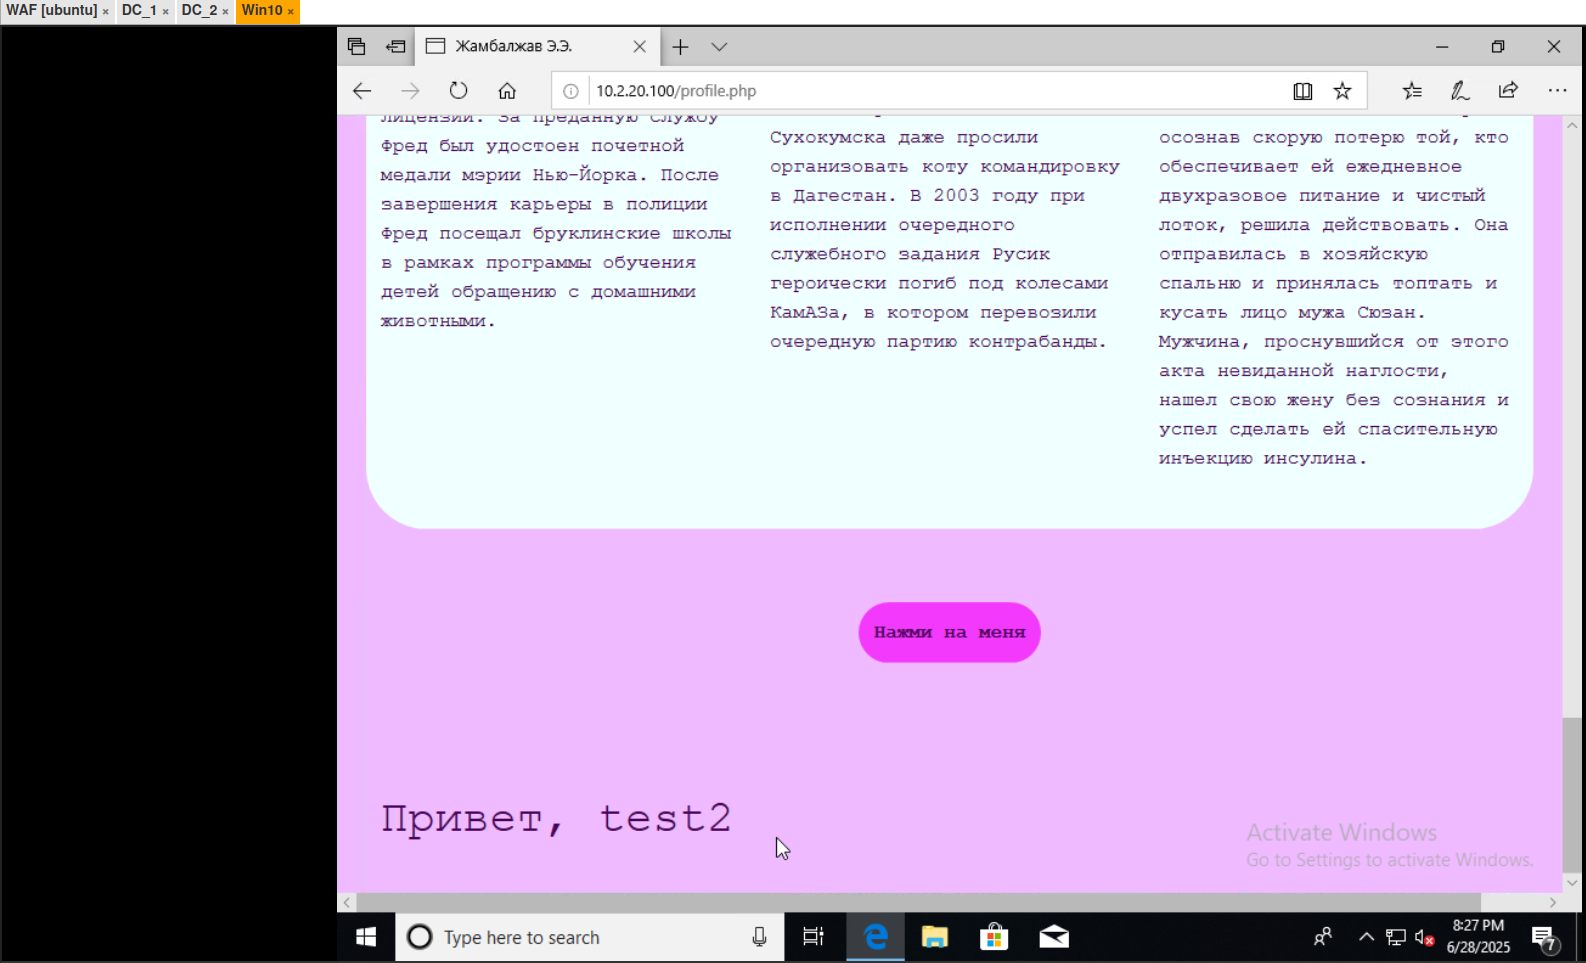 WAF [ubuntu] × DC_1 × DC_2 × Win10 ×
Жамбалжав Э.Э.
10.2.20.100/profile.php
лицензии. За преданную службу
Фред был удостоен почетной
медали мэрии Нью-Йорка. После
завершения карьеры в полиции
Фред посещал бруклинские школы
в рамках программы обучения
детей обращению с домашними
животными.
Сухокумска даже просили
организовать коту командировку
в Дагестан. В 2003 году при
исполнении очередного
служебного задания Русик
героически погиб под колесами
КамАЗа, в котором перевозили
очередную партию контрабанды.
осознав скорую потерю той, кто
обеспечивает ей ежедневное
двухразовое питание и чистый
лоток, решила действовать. Она
отправилась в хозяйскую
спальню и принялась топтать и
кусать лицо мужа Сюзан.
Мужчина, проснувшийся от этого
акта невиданной наглости,
нашел свою жену без сознания и
успел сделать ей спасительную
инъекцию инсулина.
Нажми на меня
Привет, test2
Activate Windows
Go to Settings to activate Windows.
Type here to search
8:27 PM
6/28/2025
7